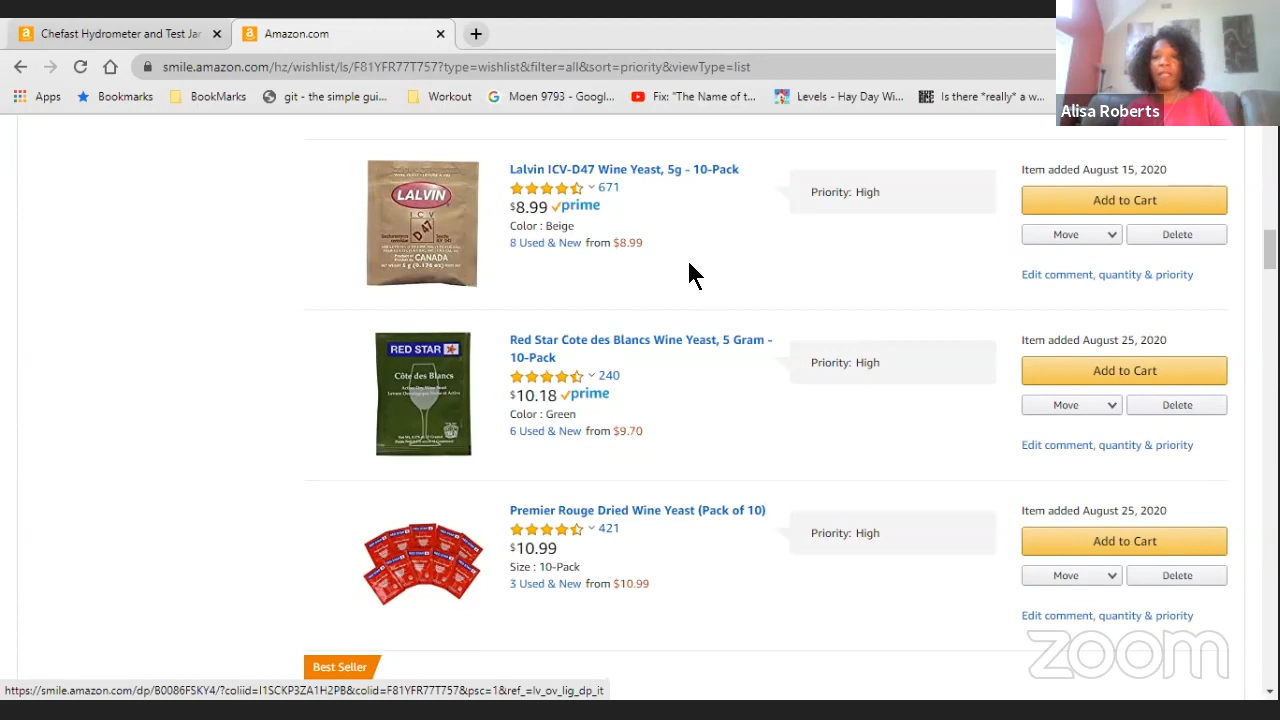 Chefast Hydrometer and Test Jar
Amazon.com
smile.amazon.com/hz/wishlist/ls/F81YFR77T757?type=wishlist&filter=all&sort=priority&viewType=list
Apps
Bookmarks
BookMarks
git - the simple gui...
Workout
Moen 9793 - Googl...
Fix: "The Name of t...
Levels - Hay Day Wi...
Is there *really* a w...
Alisa Roberts
LALVIN
ICV
D 47
CANADA
Lalvin ICV-D47 Wine Yeast, 5g - 10-Pack
671
$8.99 prime
Color : Beige
8 Used & New from $8.99
Priority: High
Item added August 15, 2020
Add to Cart
Move
Delete
Edit comment, quantity & priority
RED STAR
Côte des Blancs
Red Star Cote des Blancs Wine Yeast, 5 Gram -
10-Pack
240
$10.18 prime
Color : Green
6 Used & New from $9.70
Priority: High
Item added August 25, 2020
Add to Cart
Move
Delete
Edit comment, quantity & priority
Premier Rouge Dried Wine Yeast (Pack of 10)
421
$10.99
Size : 10-Pack
3 Used & New from $10.99
Priority: High
Item added August 25, 2020
Add to Cart
Move
Delete
Edit comment, quantity & priority
Best Seller
zoom
https://smile.amazon.com/dp/B0086FSKY4/?coliid=I1SCKP3ZA1H2PB&colid=F81YFR77T757&psc=1&ref_=lv_ov_lig_dp_it